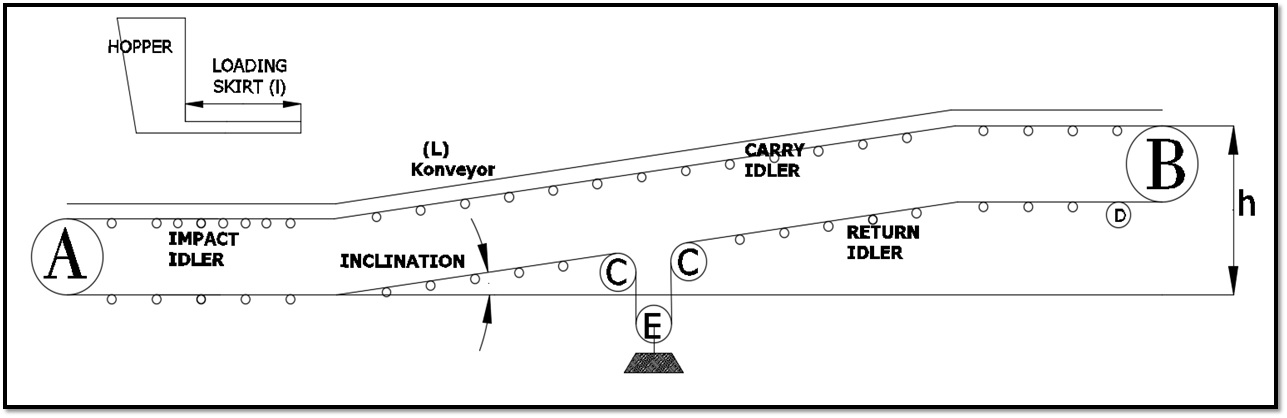 HOPPER
LOADING
SKIRT (l)
(L)
Konveyor
CARRY
IDLER
B
h
A
IMPACT
IDLER
INCLINATION
C
C
D
RETURN
IDLER
E